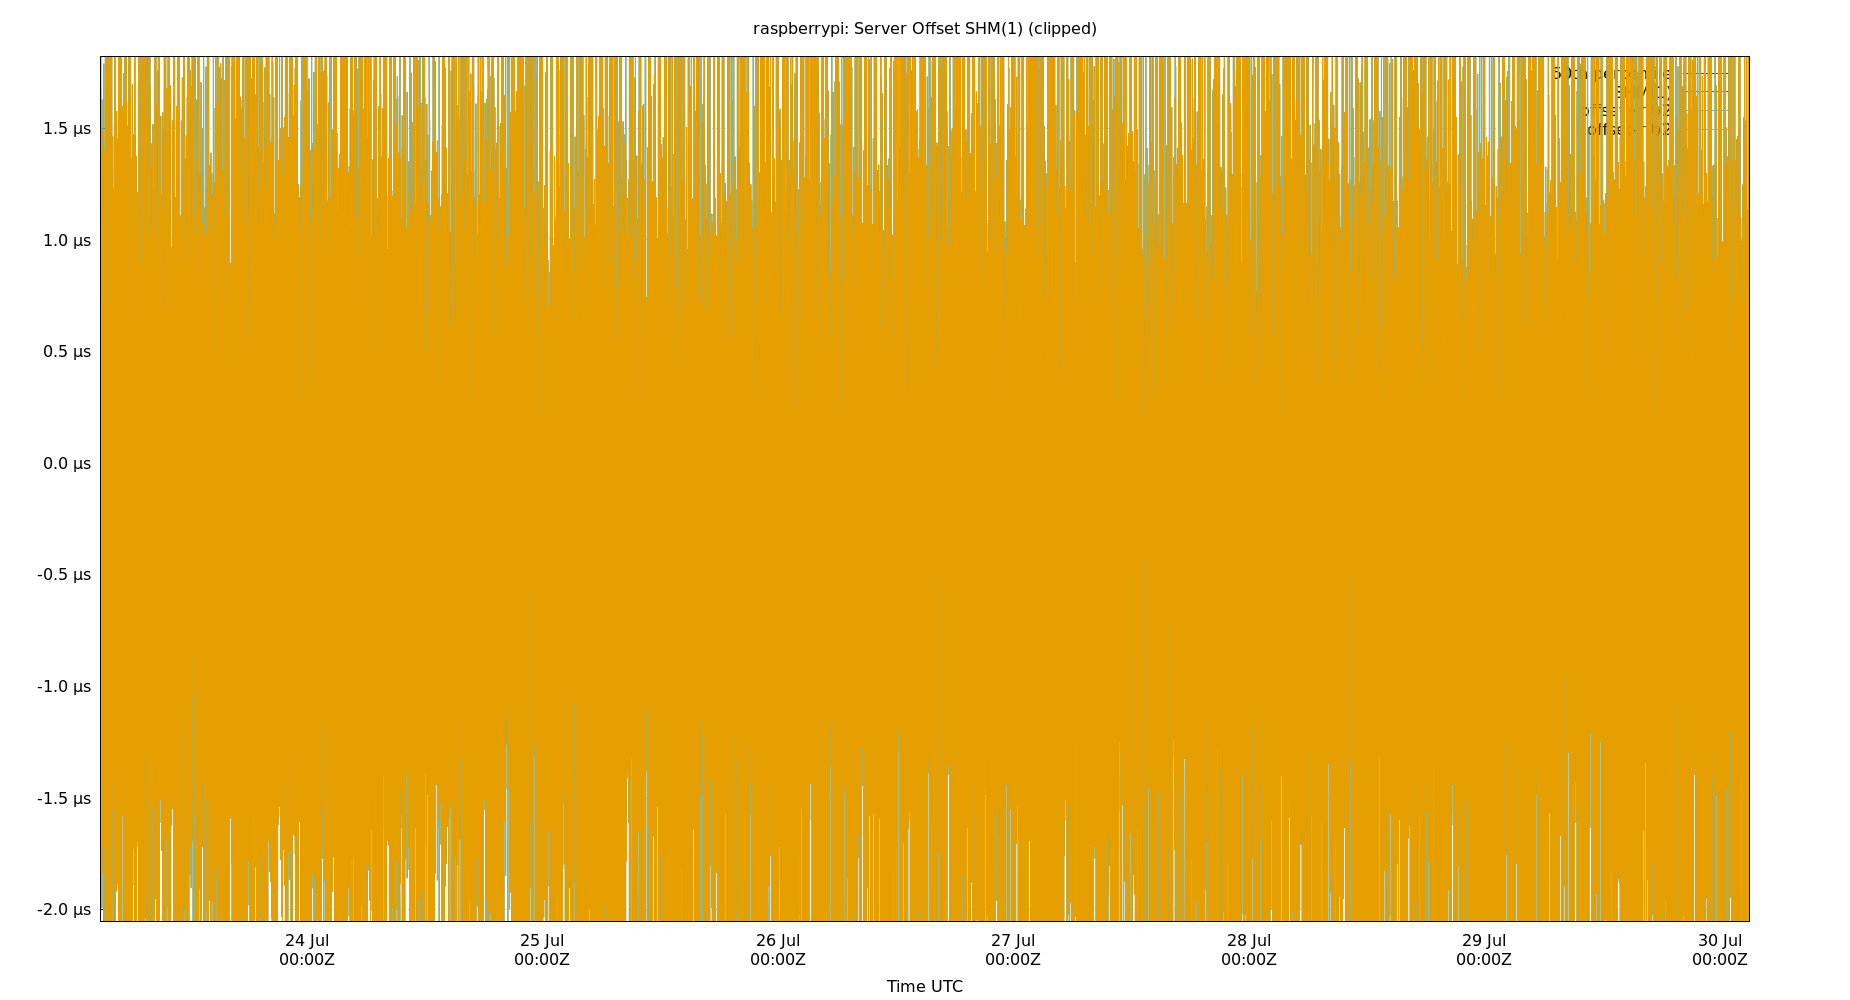 raspberrypi: Server Offset SHM(1) (clipped)
1.5 µs
1.0 µs
0.5 µs
0.0 µs
-0.5 µs
-1.0 µs
-1.5 µs
-2.0 µs
24 Jul
00:00Z
25 Jul
00:00Z
26 Jul
00:00Z
27 Jul
00:00Z
28 Jul
00:00Z
29 Jul
00:00Z
30 Jul
00:00Z
Time UTC